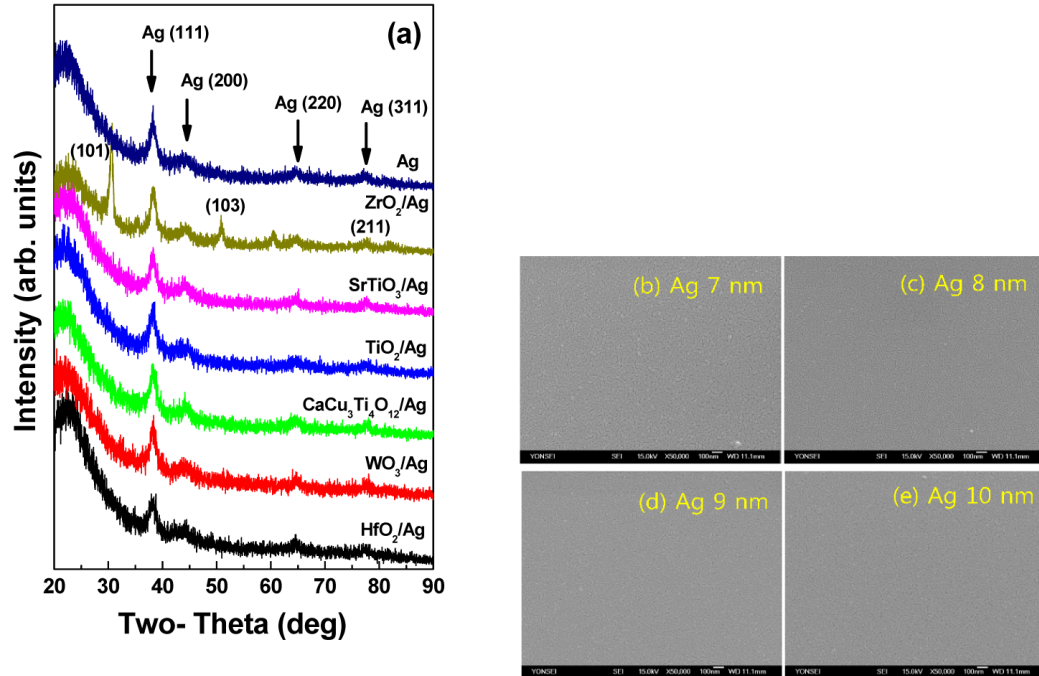 (a)
Ag (111)
Ag (200)
Ag (220)
Ag (311)
Ag
(101)
ZrO2/Ag
(103)
(211)
SrTiO3/Ag
TiO2/Ag
CaCu3Ti4O12/Ag
WO3/Ag
HfO2/Ag
Intensity (arb. units)
20 30 40 50 60 70 80 90
Two- Theta (deg)
(b) Ag 7 nm
YONSEI SEI 15.0kV X50,000 100nm WD 11.1mm
(c) Ag 8 nm
YONSEI SEI 15.0kV X50,000 100nm WD 11.1mm
(d) Ag 9 nm
YONSEI SEI 15.0kV X50,000 100nm WD 11.1mm
(e) Ag 10 nm
YONSEI SEI 15.0kV X50,000 100nm WD 11.1mm